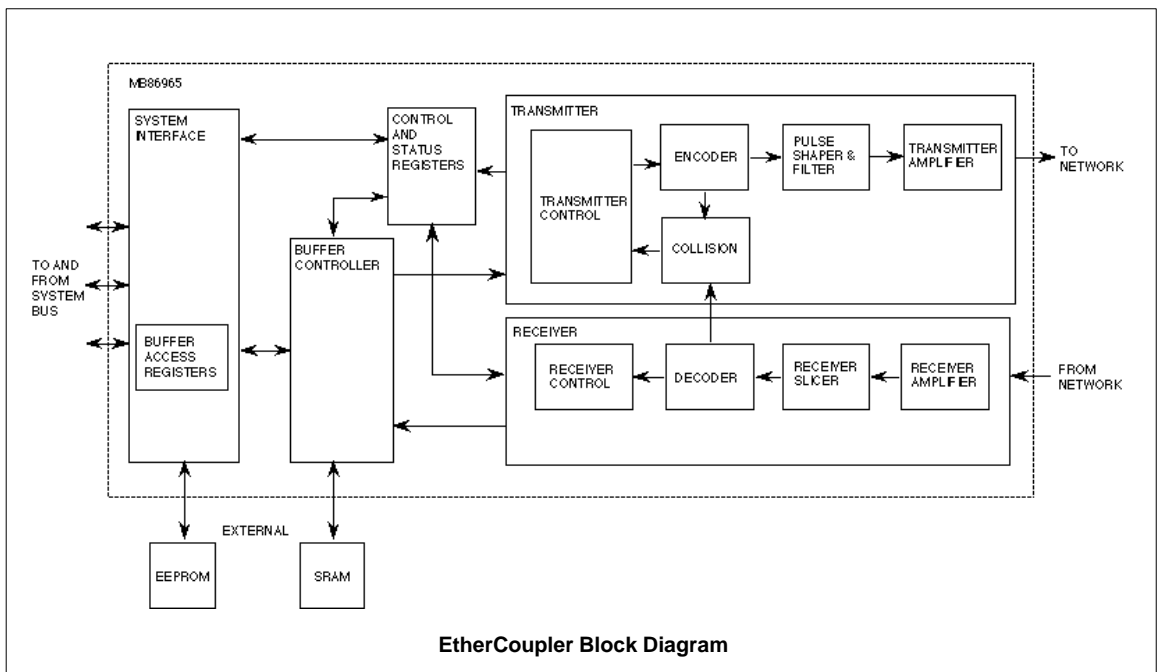 MB86965
SYSTEM
INTERFACE
CONTROL
AND
STATUS
REGISTERS
TRANSMITTER
TRANSMITTER
CONTROL
ENCODER
PULSE
SHAPER &
FILTER
TRANSMITTER
AMPLIFIER
TO
NETWORK
COLLISION
BUFFER
CONTROLLER
TO AND
FROM
SYSTEM
BUS
BUFFER
ACCESS
REGISTERS
RECEIVER
RECEIVER
CONTROL
DECODER
RECEIVER
SLICER
RECEIVER
AMPLIFIER
FROM
NETWORK
EXTERNAL
EEPROM
SRAM
EtherCoupler Block Diagram